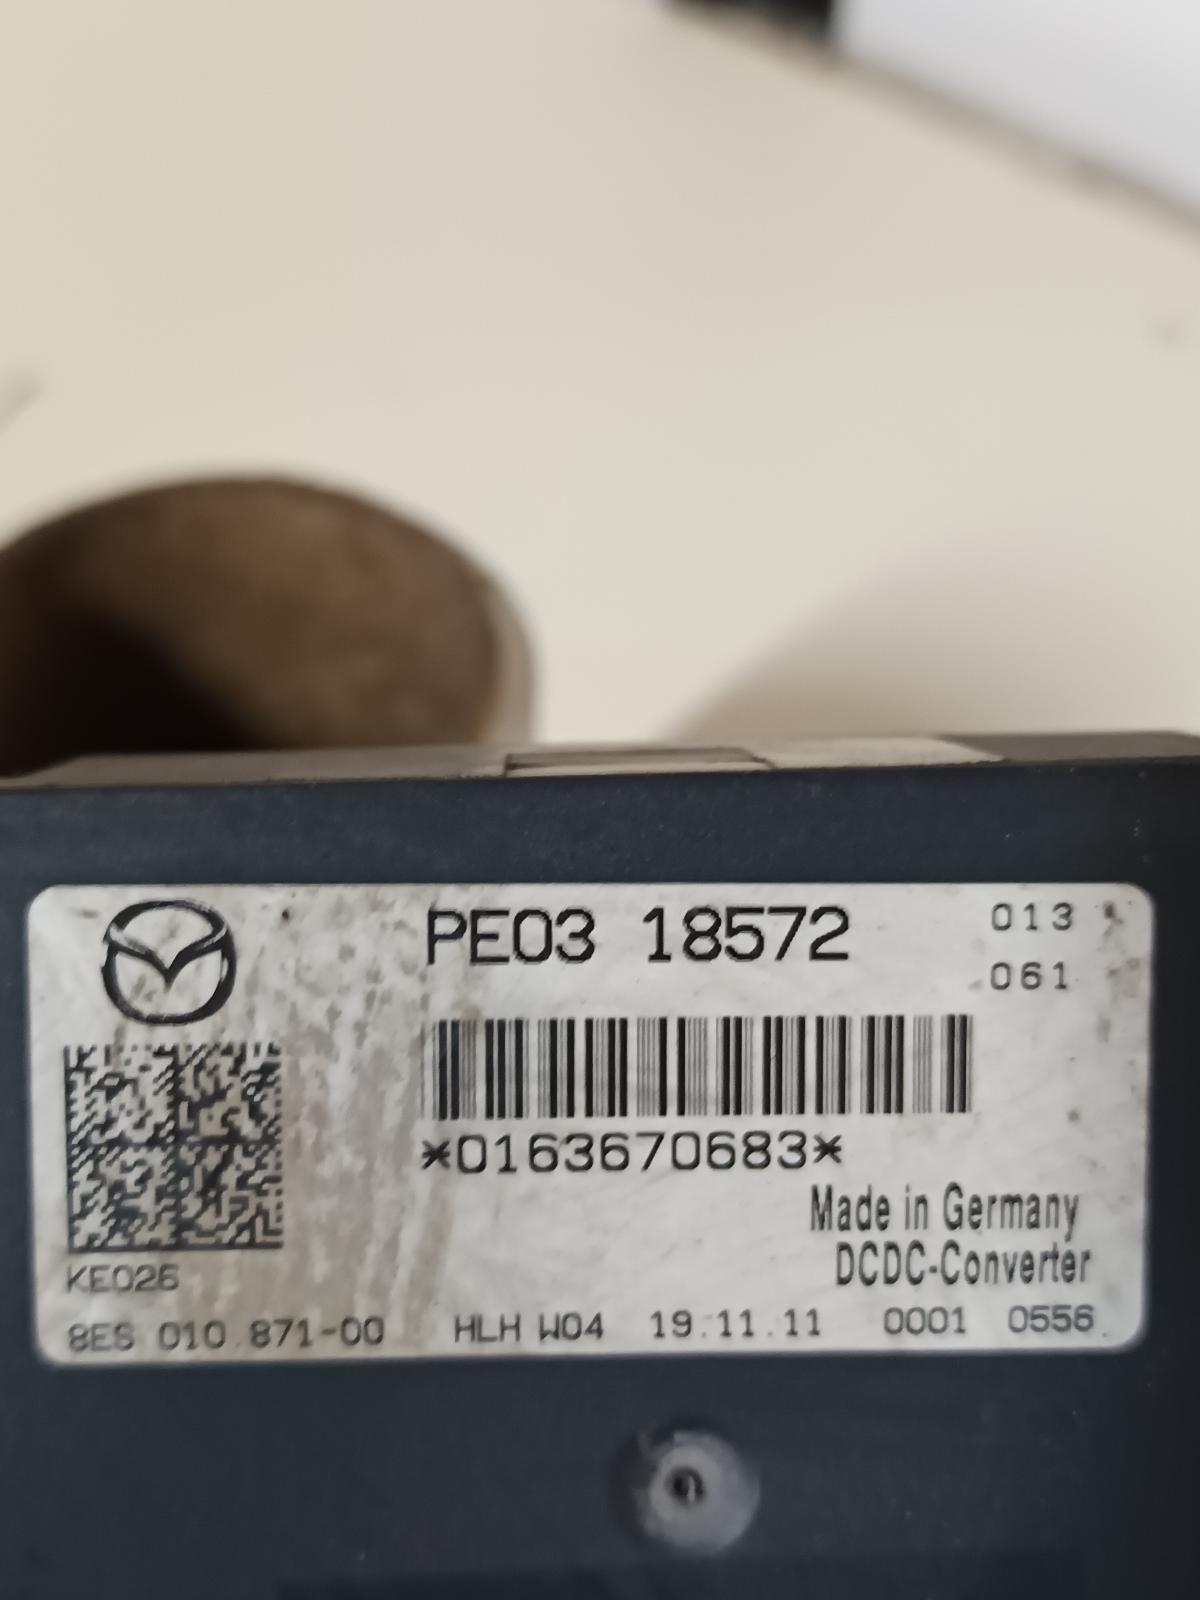 PE03 18572
013
061
*0163670683*
Made in Germany
DCDC-Converter
KE026
8ES 010.871-00 HLH W04 19.11.11 0001 0556